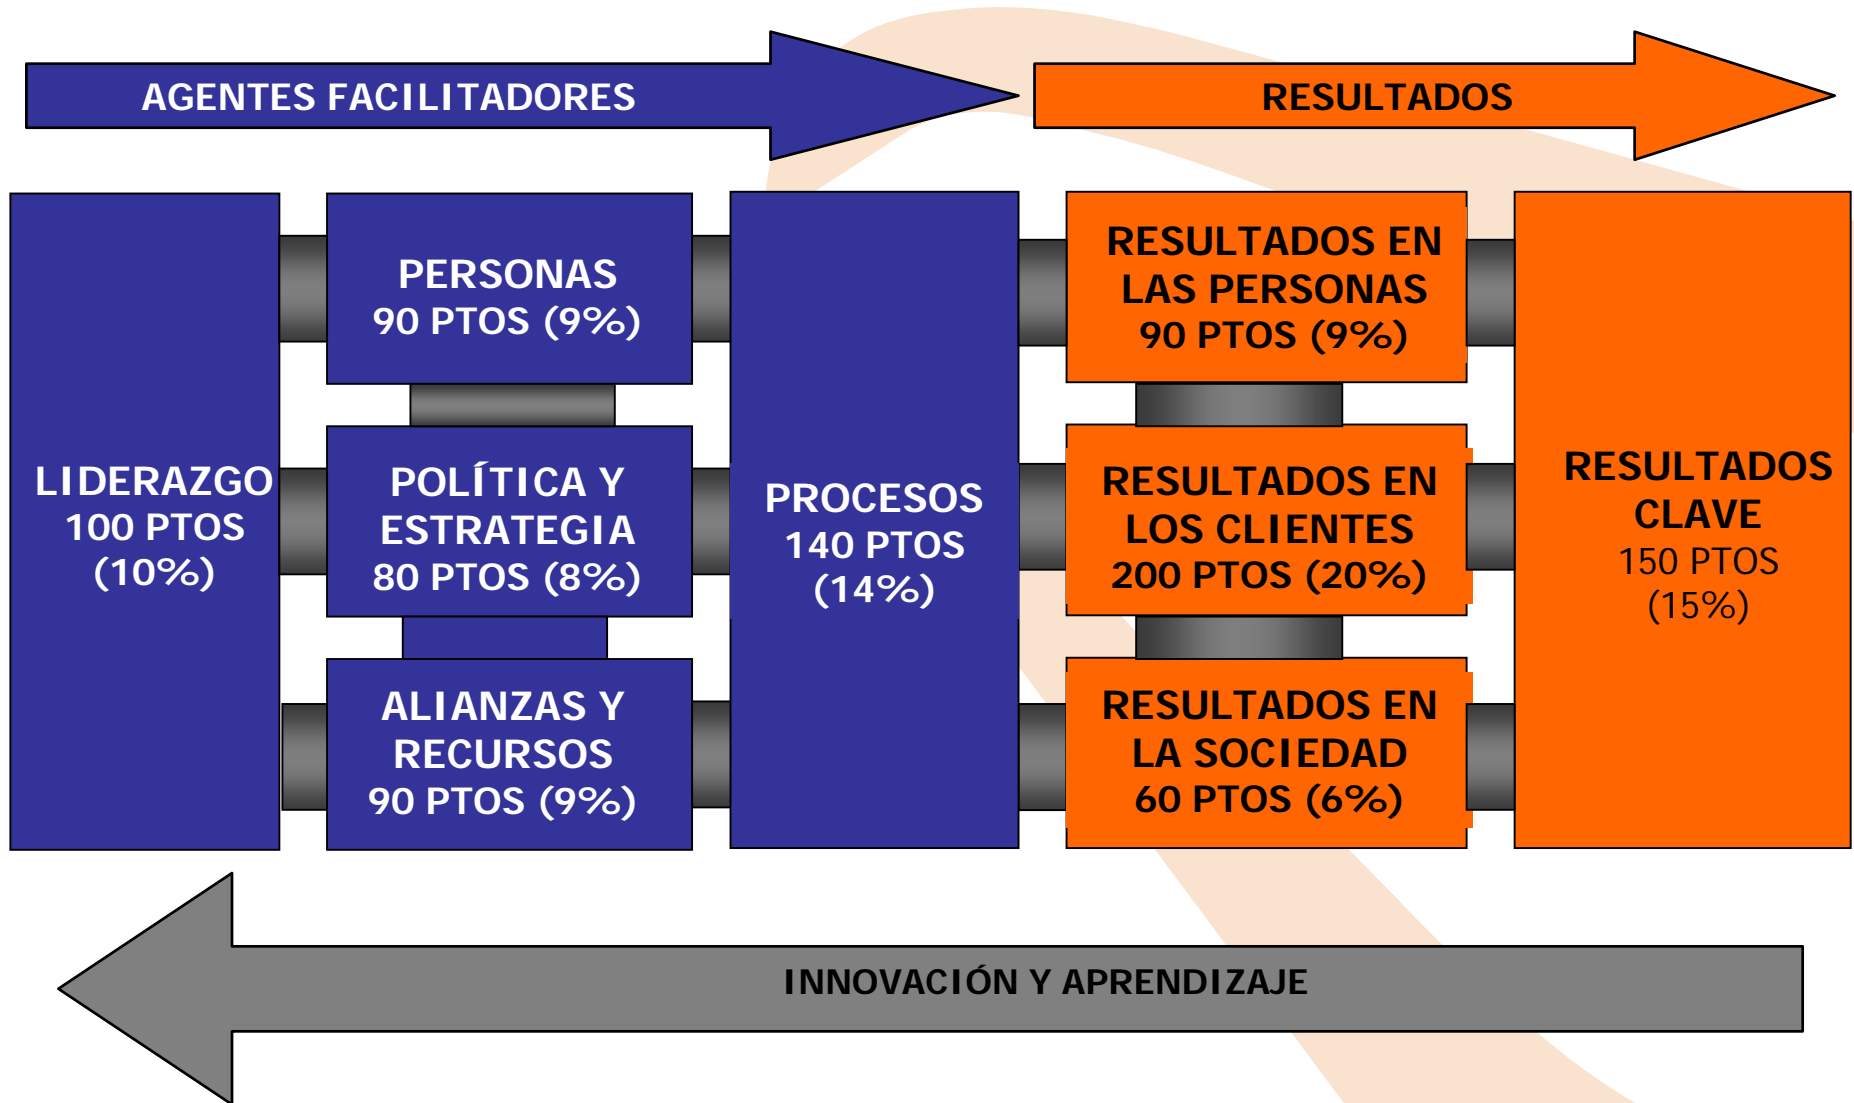 AGENTES FACILITADORES
RESULTADOS
LIDERAZGO
100 PTOS
(10%)
PERSONAS
90 PTOS (9%)
POLÍTICA Y
ESTRATEGIA
80 PTOS (8%)
ALIANZAS Y
RECURSOS
90 PTOS (9%)
PROCESOS
140 PTOS
(14%)
RESULTADOS EN
LAS PERSONAS
90 PTOS (9%)
RESULTADOS EN
LOS CLIENTES
200 PTOS (20%)
RESULTADOS EN
LA SOCIEDAD
60 PTOS (6%)
RESULTADOS
CLAVE
150 PTOS
(15%)
INNOVACIÓN Y APRENDIZAJE